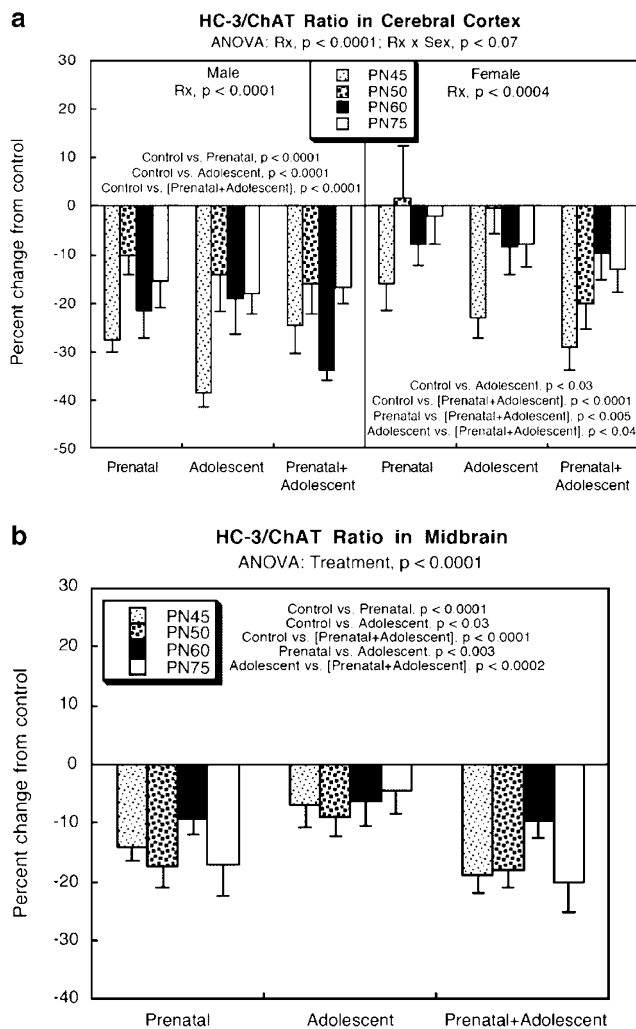 a
HC-3/ChAT Ratio in Cerebral Cortex
ANOVA: Rx, p < 0.0001; Rx x Sex, p < 0.07
Male
Rx, p < 0.0001
PN45
PN50
PN60
PN75
Female
Rx, p < 0.0004
Control vs. Prenatal, p < 0.0001
Control vs. Adolescent, p < 0.0001
Control vs. [Prenatal+Adolescent]. p < 0.0001
Percent change from control
30
20
10
0
-10
-20
-30
-40
-50
Control vs. Adolescent, p < 0.03
Control vs. [Prenatal+Adolescent]. p < 0.0001
Prenatal vs. [Prenatal+Adolescent]. p < 0.005
Adolescent vs. [Prenatal+Adolescent]. p < 0.04
Prenatal
Adolescent
Prenatal+
Adolescent
Prenatal
Adolescent
Prenatal+
Adolescent
b
HC-3/ChAT Ratio in Midbrain
ANOVA: Treatment, p < 0.0001
PN45
PN50
PN60
PN75
Control vs. Prenatal. p < 0.0001
Control vs. Adolescent. p < 0.03
Control vs. [Prenatal+Adolescent]. p < 0.0001
Prenatal vs. Adolescent. p < 0.003
Adolescent vs. [Prenatal+Adolescent]. p < 0.0002
Percent change from control
30
20
10
0
-10
-20
-30
-40
Prenatal
Adolescent
Prenatal+Adolescent